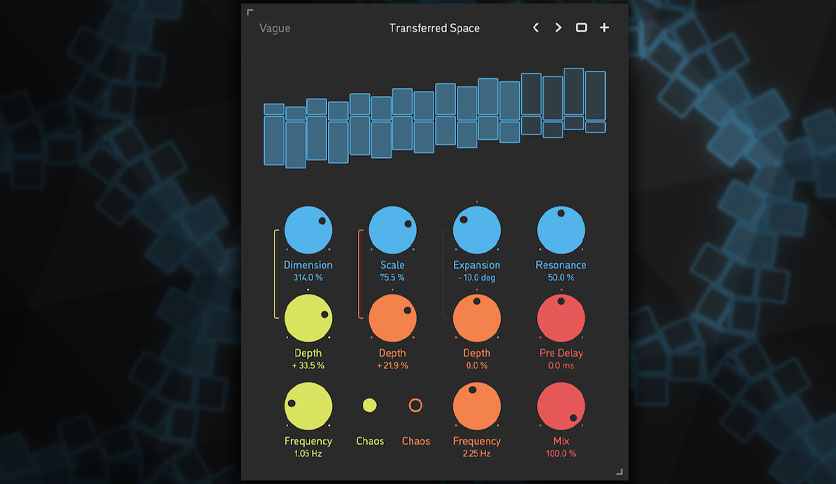 Vague
Transferred Space
Dimension
314.0 %
Scale
75.5 %
Expansion
- 10.0 deg
Resonance
50.0 %
Depth
+ 33.5 %
Depth
+ 21.9 %
Depth
0.0 %
Pre Delay
0.0 ms
Frequency
1.05 Hz
Chaos
Chaos
Frequency
2.25 Hz
Mix
100.0 %